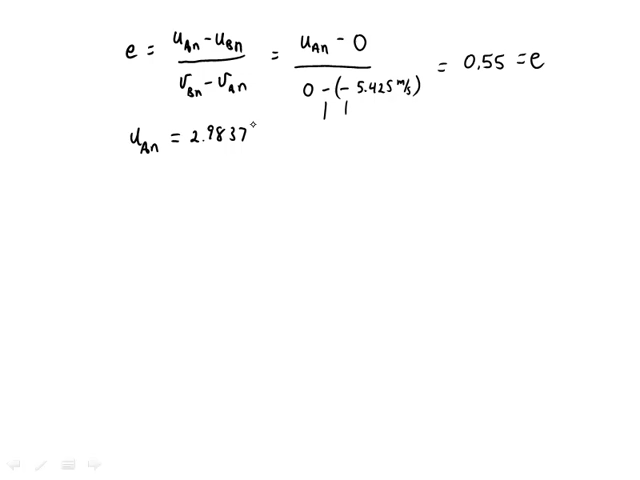 e = (u_An - u_Bn) / (v_Bn - v_An) = (u_An - 0) / (0 - (- 5.425 m/s)) = 0.55 = e
u_An = 2.9837